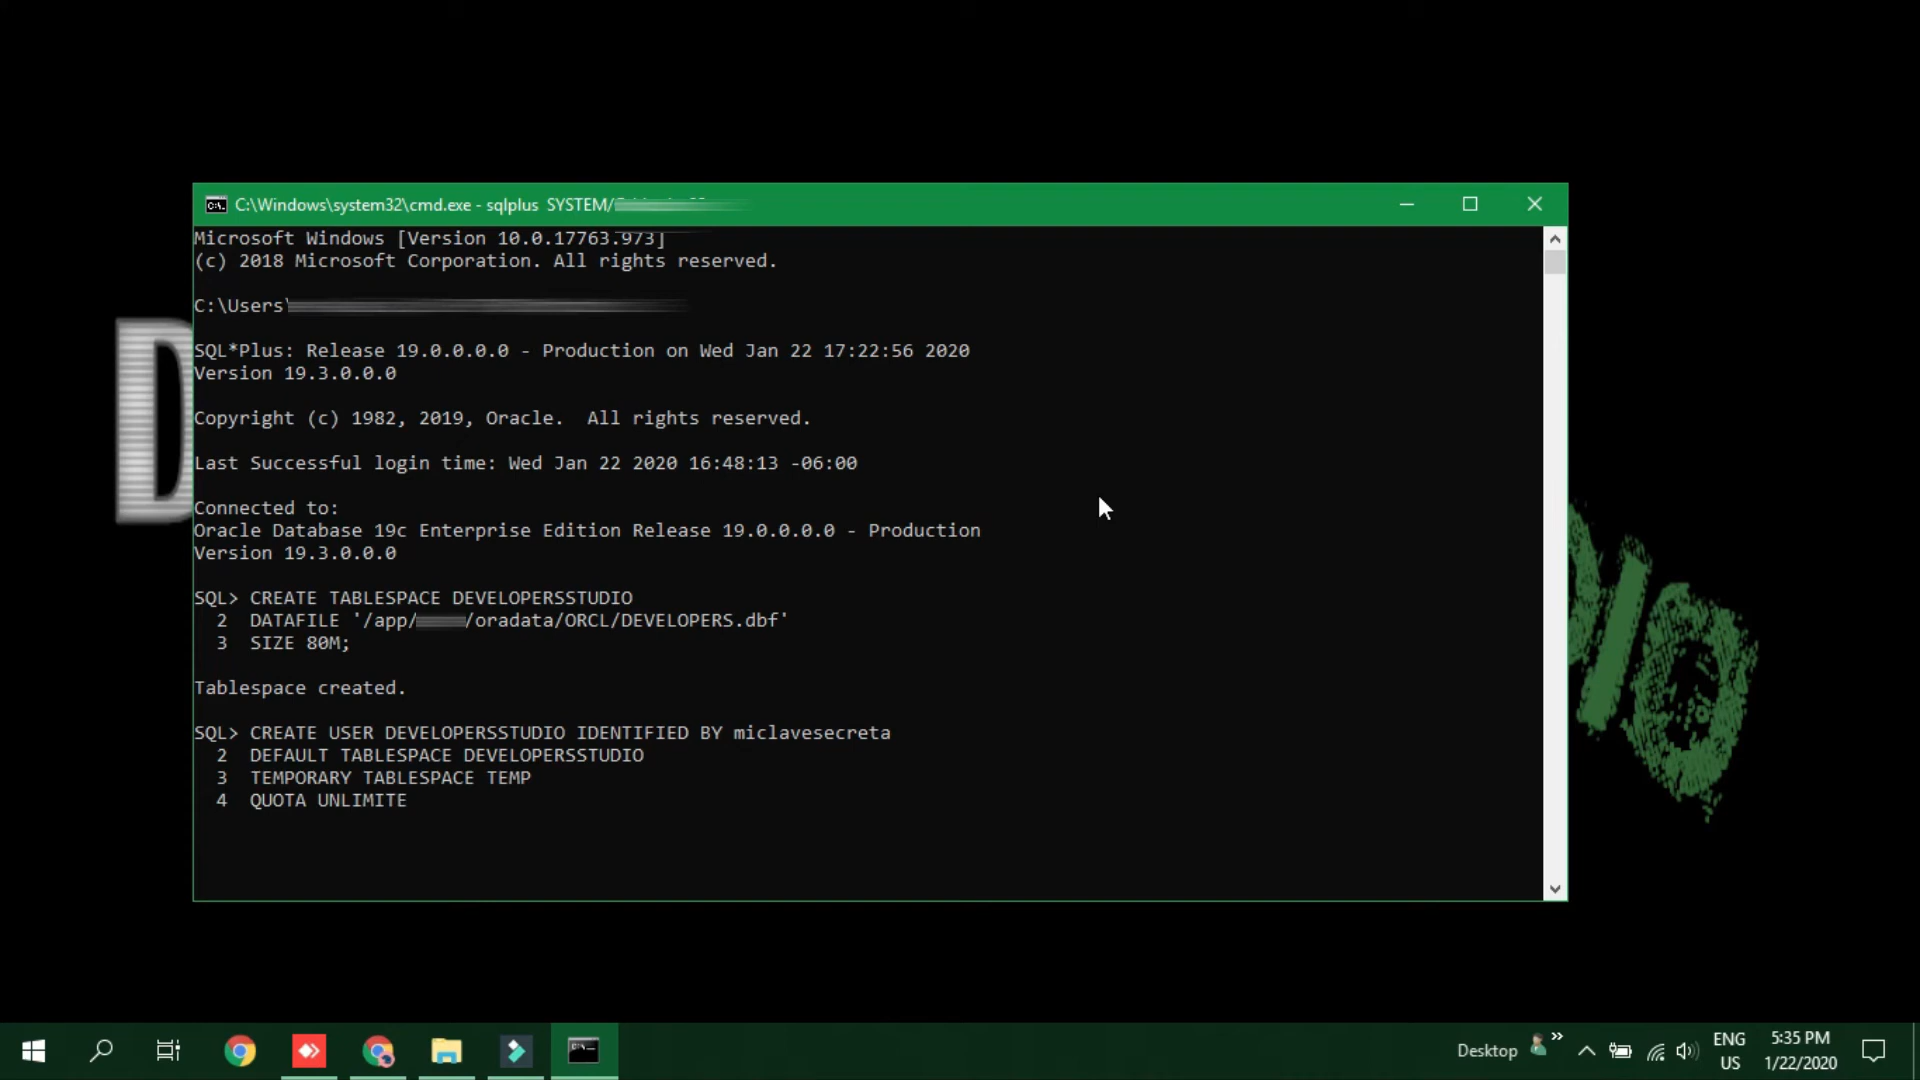 C:\Windows\system32\cmd.exe - sqlplus SYSTEM/
Microsoft Windows [Version 10.0.17763.973]
(c) 2018 Microsoft Corporation. All rights reserved.
C:\Users\
SQL*Plus: Release 19.0.0.0.0 - Production on Wed Jan 22 17:22:56 2020
Version 19.3.0.0.0
Copyright (c) 1982, 2019, Oracle.  All rights reserved.
Last Successful login time: Wed Jan 22 2020 16:48:13 -06:00
Connected to:
Oracle Database 19c Enterprise Edition Release 19.0.0.0.0 - Production
Version 19.3.0.0.0
SQL> CREATE TABLESPACE DEVELOPERSSTUDIO
2  DATAFILE '/app/ /oradata/ORCL/DEVELOPERS.dbf'
3  SIZE 80M;
Tablespace created.
SQL> CREATE USER DEVELOPERSSTUDIO IDENTIFIED BY miclavesecreta
2  DEFAULT TABLESPACE DEVELOPERSSTUDIO
3  TEMPORARY TABLESPACE TEMP
4  QUOTA UNLIMITE
D
IO
Desktop
ENG
US
5:35 PM
1/22/2020